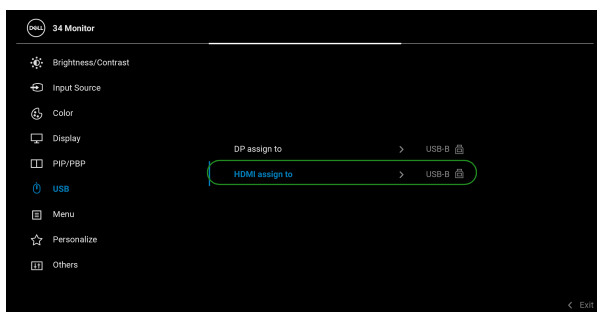 DELL 34 Monitor
Brightness/Contrast
Input Source
Color
Display
DP assign to > USB-B
PIP/PBP
HDMI assign to > USB-B
USB
Menu
Personalize
Others
< Exit